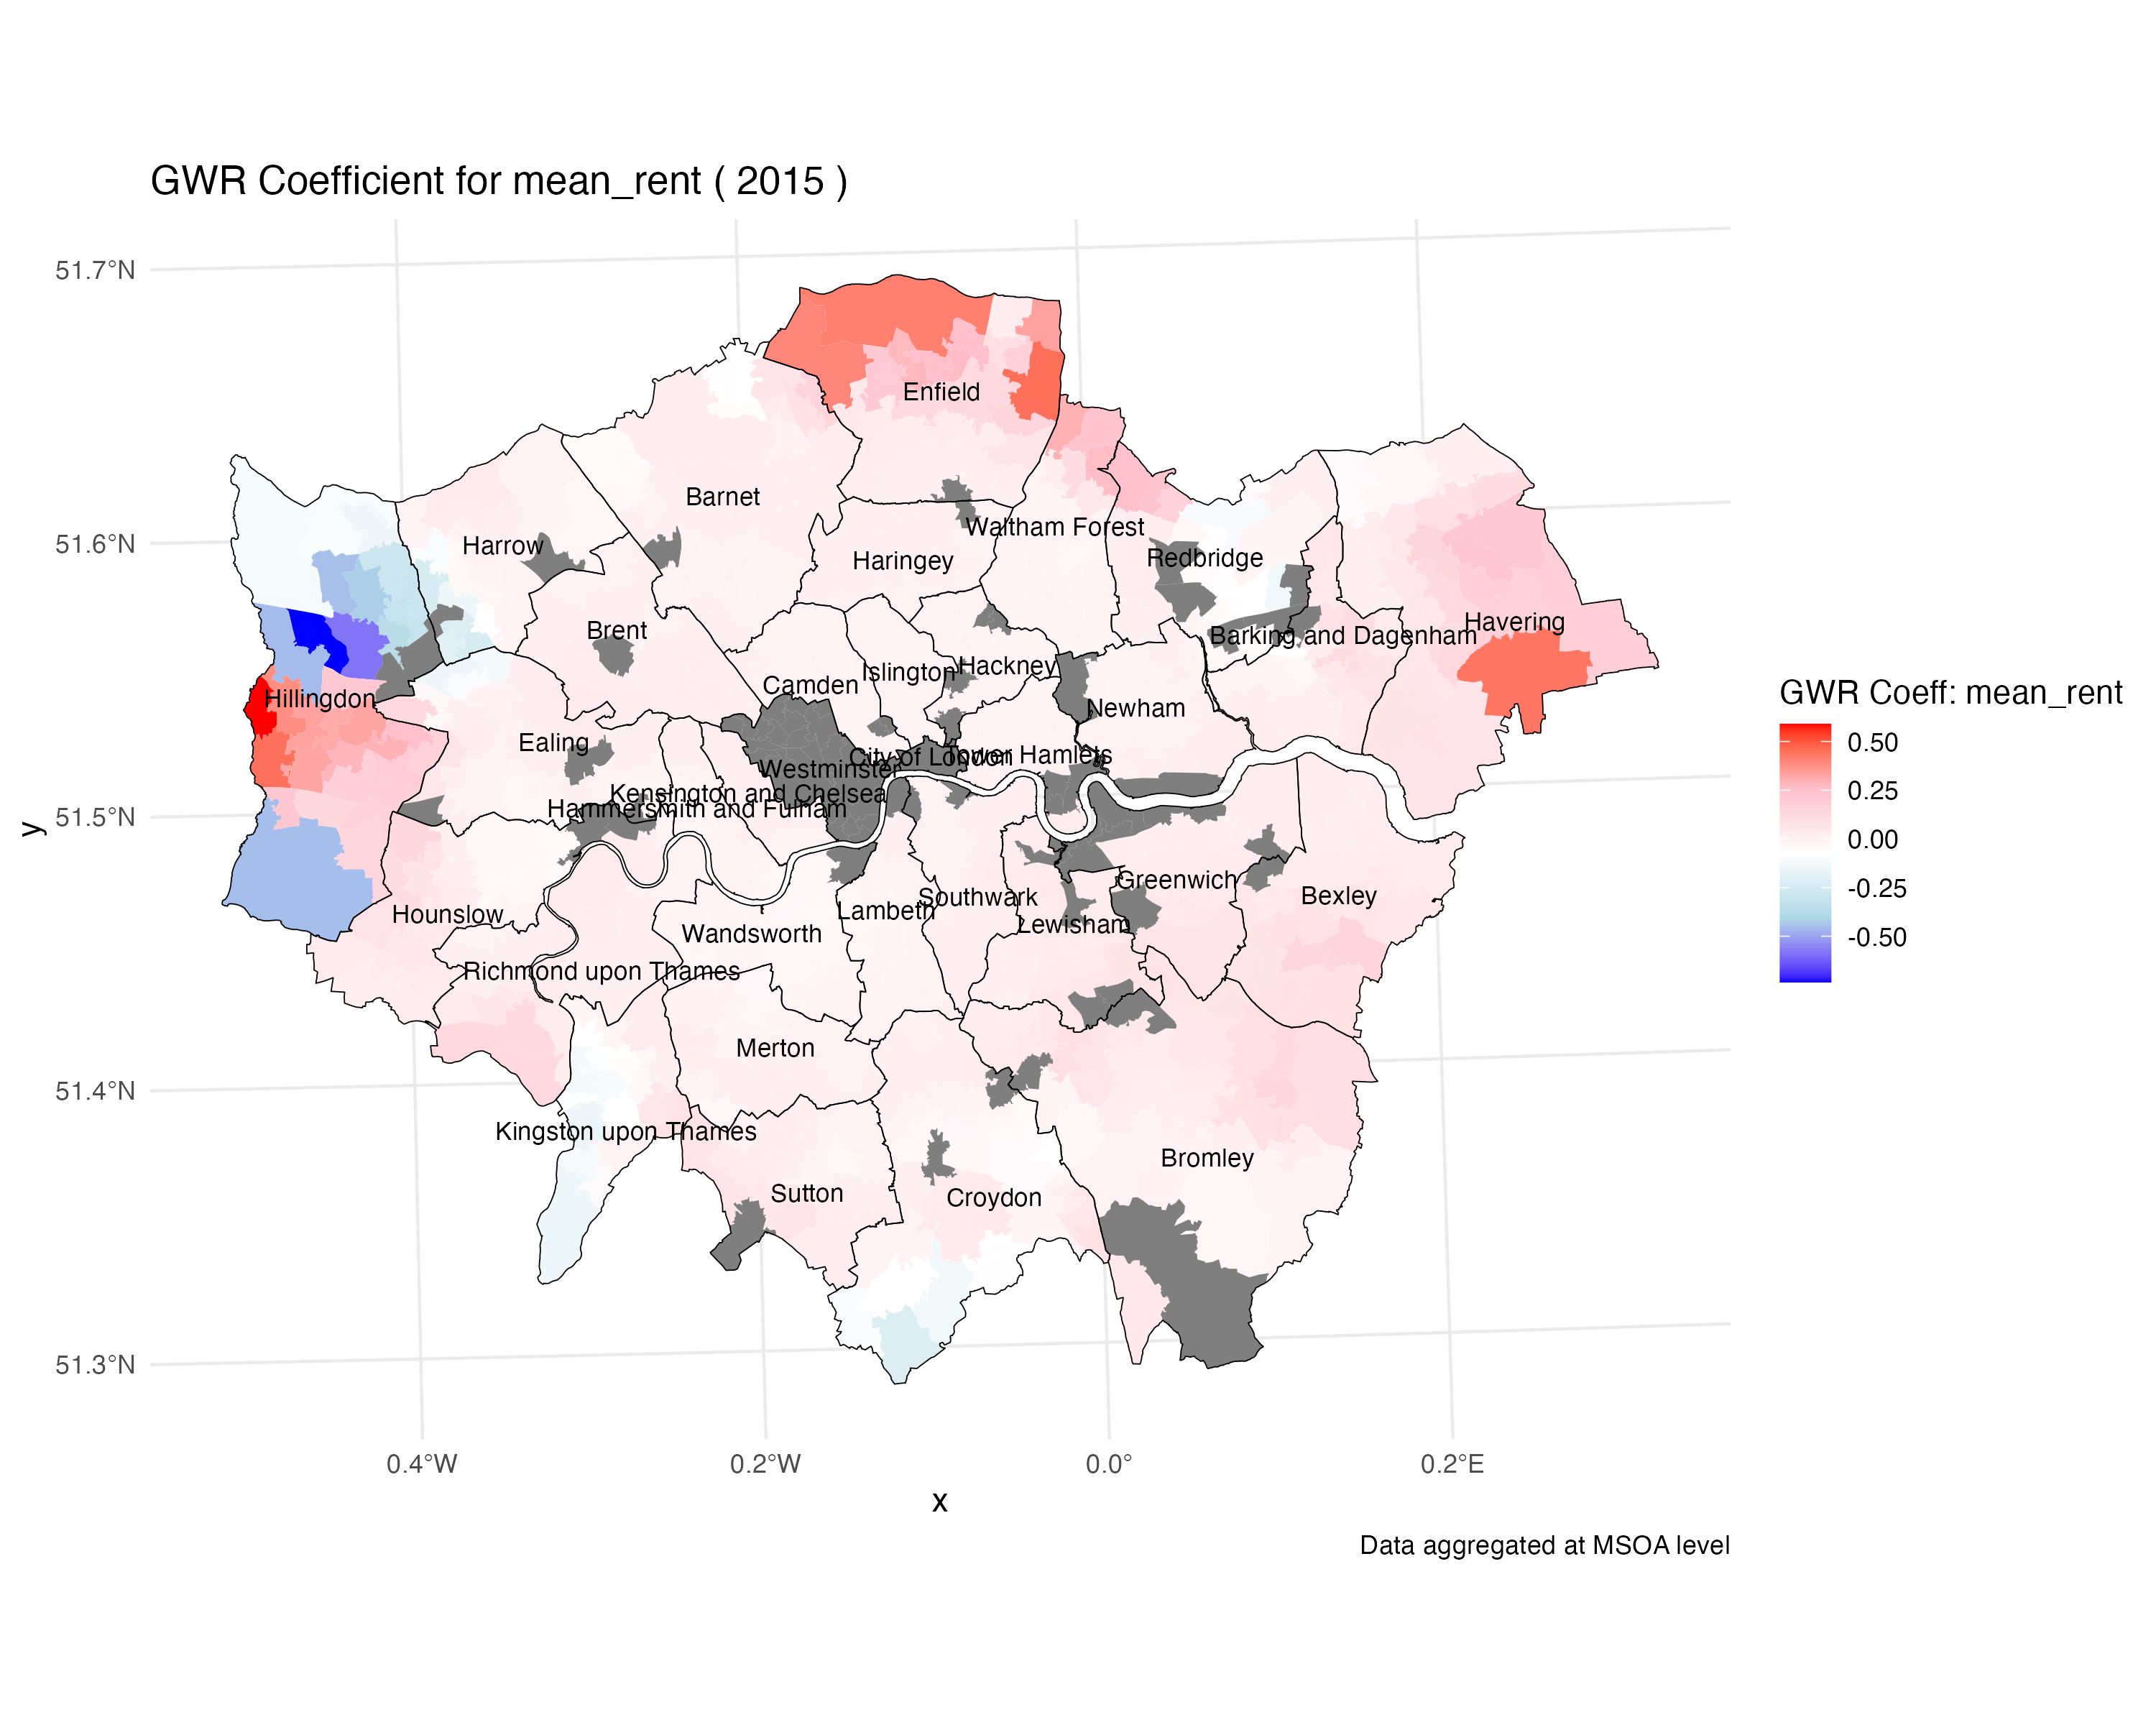 GWR Coefficient for mean_rent ( 2015 )
51.7°N
51.6°N
51.5°N
51.4°N
51.3°N
y
Enfield
Barnet
Waltham Forest
Harrow
Redbridge
Haringey
Havering
Brent
Barking and Dagenham
Hackney
Islington
Camden
Hillingdon
Newham
Ealing
Tower Hamlets
City of London
Westminster
Kensington and Chelsea
Hammersmith and Fulham
Greenwich
Bexley
Southwark
Lambeth
Hounslow
Lewisham
Wandsworth
Richmond upon Thames
Merton
Kingston upon Thames
Bromley
Sutton
Croydon
0.4°W
0.2°W
0.0°
0.2°E
x
GWR Coeff: mean_rent
0.50
0.25
0.00
-0.25
-0.50
Data aggregated at MSOA level